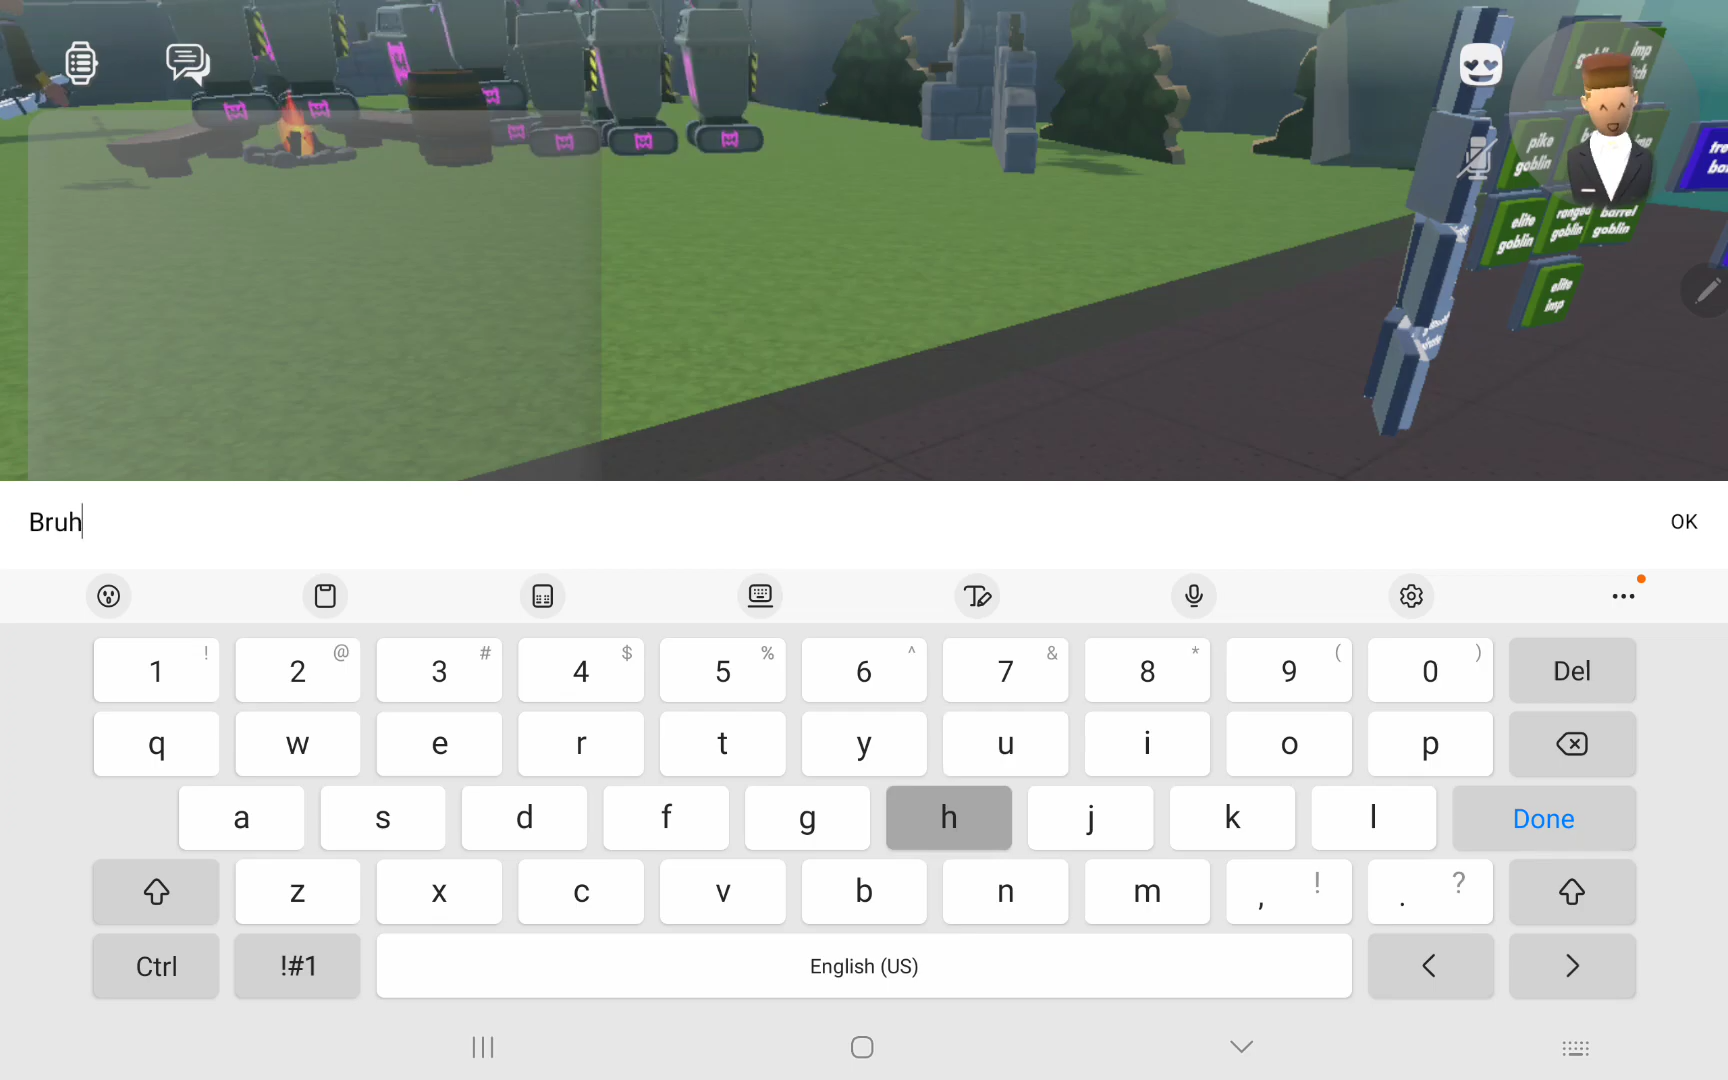 imp
pike
goblin
elite
goblin
ranged
goblin
barrel
goblin
elite
imp
Bruh
OK
1 ! 2 @ 3 # 4 $ 5 % 6 ^ 7 & 8 * 9 ( 0 ) Del
q w e r t y u i o p
a s d f g h j k l Done
z x c v b n m , ! . ?
Ctrl !#1 English (US) < >